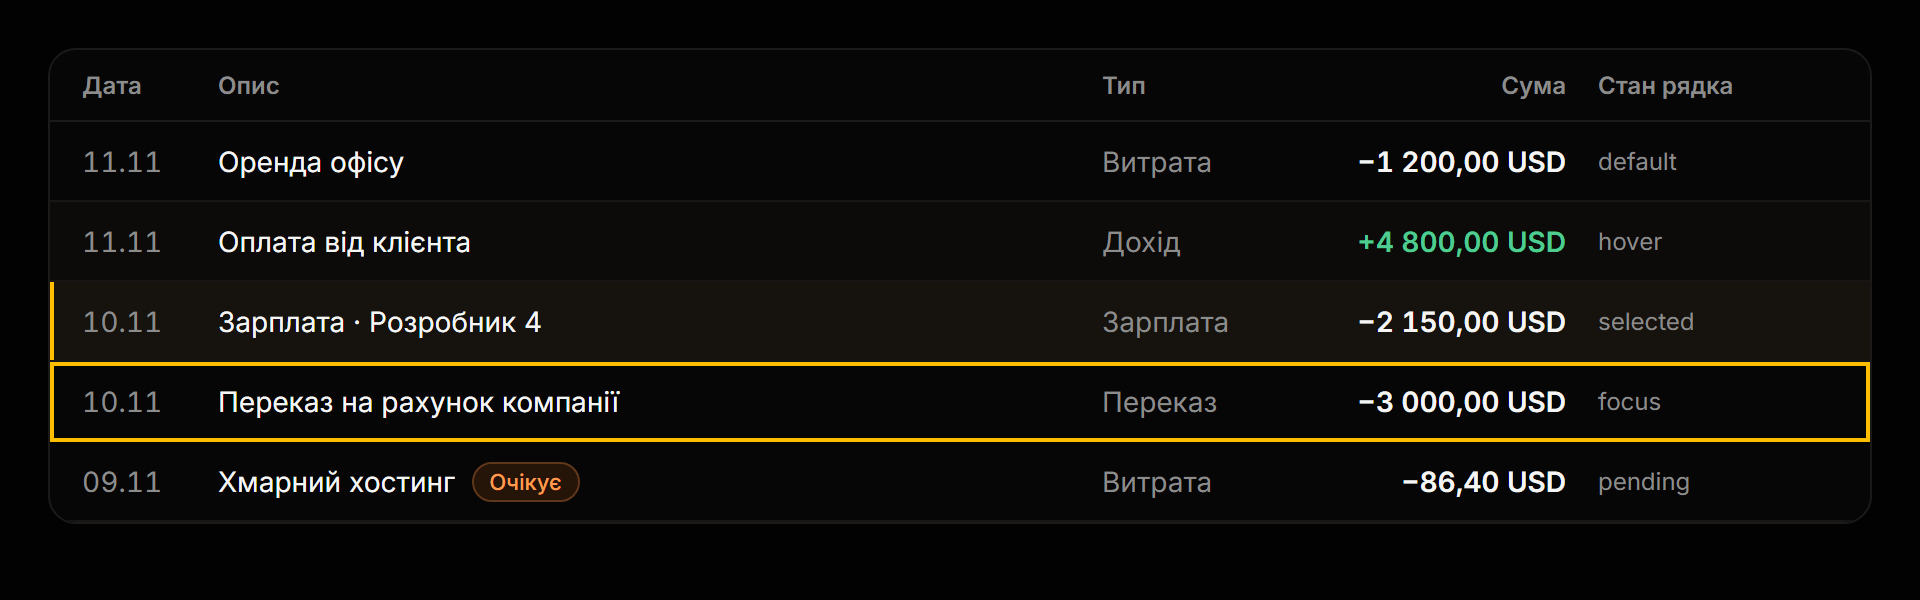 Дата Опис Тип Сума Стан рядка
11.11 Оренда офісу Витрата −1 200,00 USD default
11.11 Оплата від клієнта Дохід +4 800,00 USD hover
10.11 Зарплата · Розробник 4 Зарплата −2 150,00 USD selected
10.11 Переказ на рахунок компанії Переказ −3 000,00 USD focus
09.11 Хмарний хостинг Очікує Витрата −86,40 USD pending